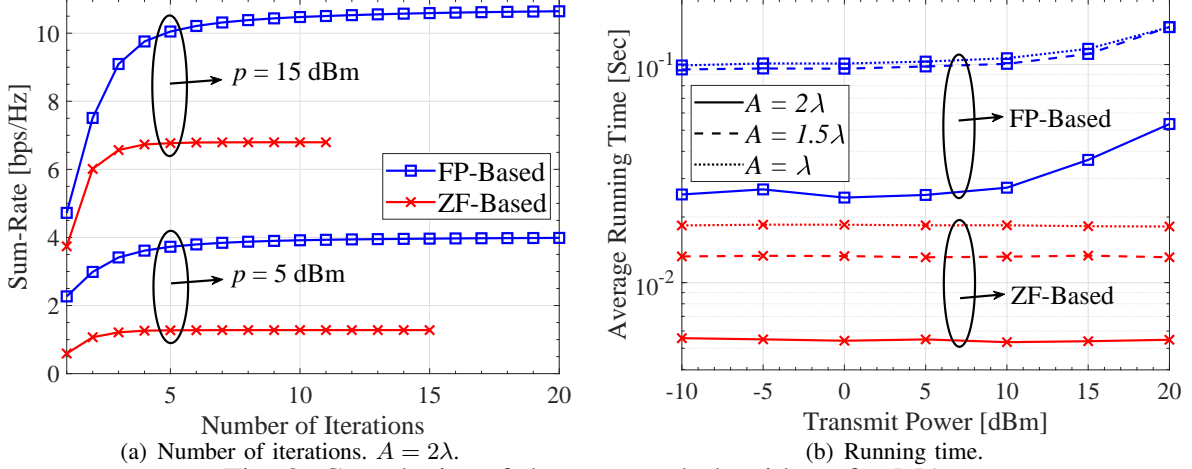 Sum-Rate [bps/Hz]
10
8
6
4
2
0
p = 15 dBm
FP-Based
ZF-Based
p = 5 dBm
5
10
15
20
Number of Iterations
(a) Number of iterations. A = 2λ.
Average Running Time [Sec]
10⁻¹
10⁻²
A = 2λ
A = 1.5λ
A = λ
FP-Based
ZF-Based
-10
-5
0
5
10
15
20
Transmit Power [dBm]
(b) Running time.